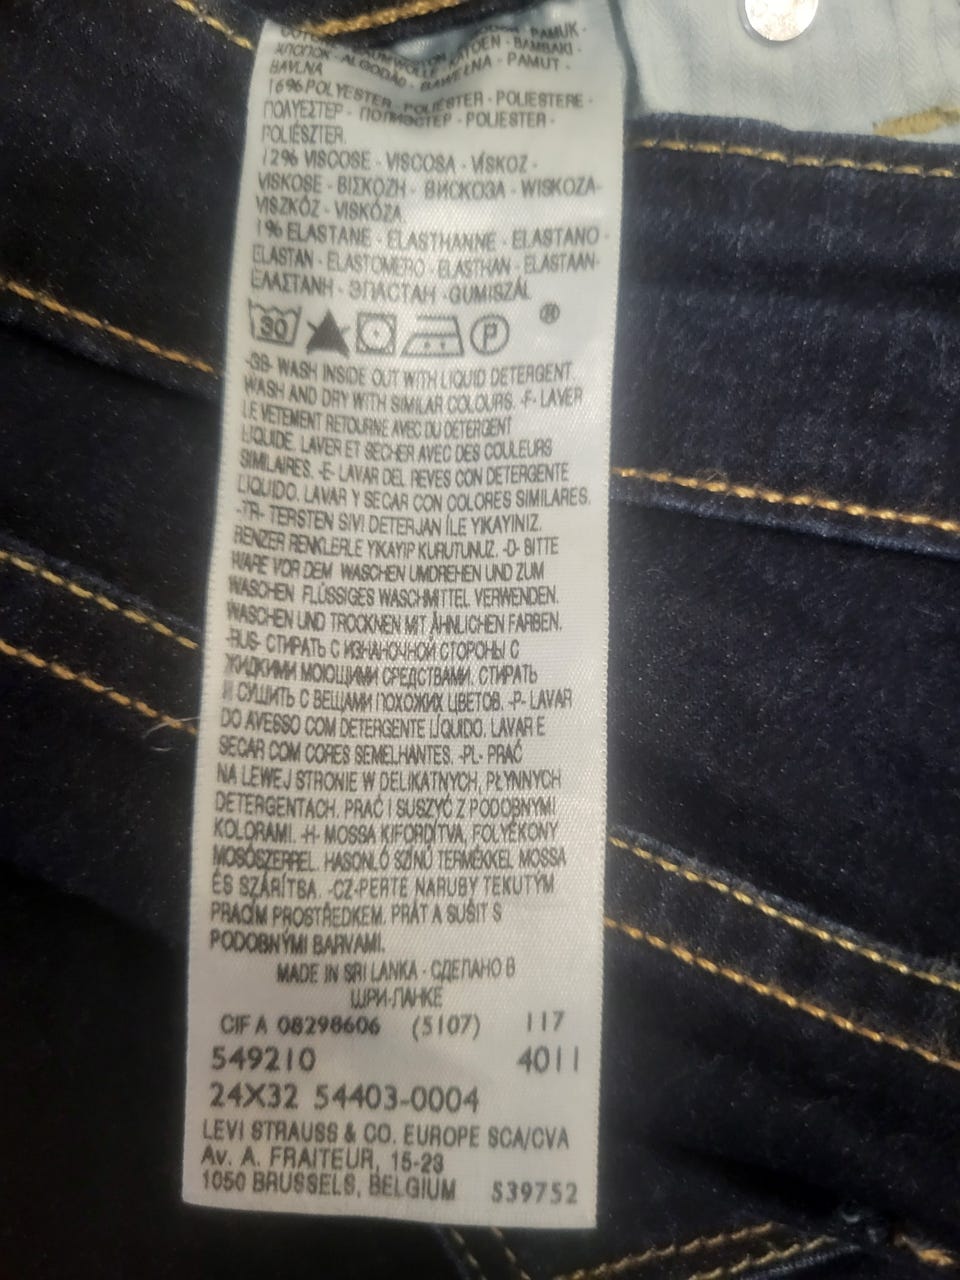 PAMUK -
BAUMWOLLE - KATOEN - BAMBAKI -
ХЛОПОК - ALGODÃO - BAWEŁNA - PAMUT -
BAVLNA
16% POLYESTER - POLIÉSTER - POLIESTERE -
ΠΟΛΥΕΣΤΕΡ - ПОЛИЭСТЕР - POLIESTER -
POLIÉSZTER.
12% VISCOSE - VISCOSA - VİSKOZ -
VISKOSE - ΒΙΣΚΟΖΗ - ВИСКОЗА - WISKOZA-
VISZKÓZ - VISKÓZA.
1% ELASTANE - ELASTHANNE - ELASTANO -
ELASTAN - ELASTOMERO - ELASTHAN - ELASTAAN-
ΕΛΑΣΤΑΝΗ - ЭЛАСТАН -GUMISZÁL
30 P ®
-GB- WASH INSIDE OUT WITH LIQUID DETERGENT.
WASH AND DRY WITH SIMILAR COLOURS. -F- LAVER
LE VETEMENT RETOURNE AVEC DU DETERGENT
LIQUIDE. LAVER ET SECHER AVEC DES COULEURS
SIMILAIRES. -E- LAVAR DEL REVES CON DETERGENTE
LIQUIDO. LAVAR Y SECAR CON COLORES SIMILARES.
-TR- TERSTEN SIVI DETERJAN İLE YKAYINIZ.
BENZER RENKLERLE YKAYIP KURUTUNUZ. -D- BITTE
WARE VOR DEM WASCHEN UMDREHEN UND ZUM
WASCHEN FLÜSSIGES WASCHMITTEL VERWENDEN.
WASCHEN UND TROCKNEN MIT ÄHNLICHEN FARBEN.
-RUS- СТИРАТЬ С ИЗНАНОЧНОЙ СТОРОНЫ С
ЖИДКИМИ МОЮЩИМИ СРЕДСТВАМИ. СТИРАТЬ
И СУШИТЬ С ВЕЩАМИ ПОХОЖИХ ЦВЕТОВ. -P- LAVAR
DO AVESSO COM DETERGENTE LÍQUIDO. LAVAR E
SECAR COM CORES SEMELHANTES. -PL- PRAĆ
NA LEWEJ STRONIE W DELIKATNYCH, PŁYNNYCH
DETERGENTACH. PRAĆ I SUSZYĆ Z PODOBNYMI
KOLORAMI. -H- MOSSA KIFORDÍTVA, FOLYÉKONY
MOSÓSZERREL. HASONLÓ SZÍNŰ TERMÉKKEL MOSSA
ÉS SZÁRÍTSA. -CZ-PERTE NARUBY TEKUTÝM
PRACÍM PROSTŘEDKEM. PRÁT A SUŠIT S
PODOBNÝMI BARVAMI.
MADE IN SRI LANKA - СДЕЛАНО В
ШРИ-ЛАНКЕ
CIF A 08298606 (5107) 117
549210 4011
24X32 54403-0004
LEVI STRAUSS & CO. EUROPE SCA/CVA
Av. A. FRAITEUR, 15-23
1050 BRUSSELS, BELGIUM S39752